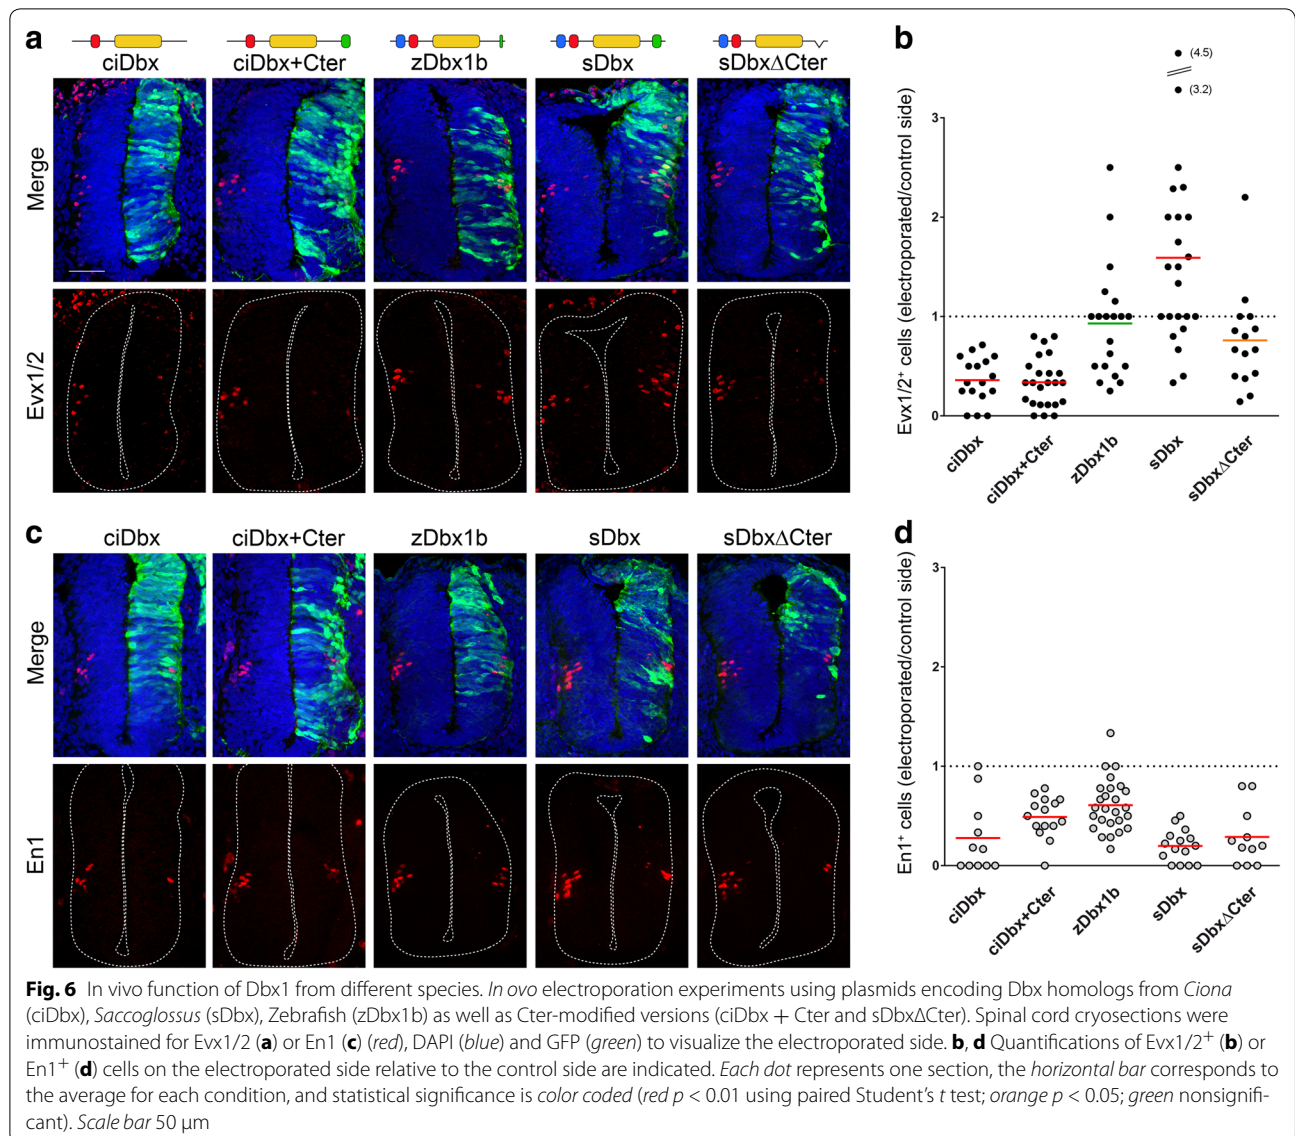 a
ciDbx ciDbx+Cter zDbx1b sDbx sDbxΔCter
Merge
Evx1/2
b
(4.5)
(3.2)
3
2
1
0
Evx1/2⁺ cells (electroporated/control side)
ciDbx ciDbx+Cter zDbx1b sDbx sDbxΔCter
c
ciDbx ciDbx+Cter zDbx1b sDbx sDbxΔCter
Merge
En1
d
3
2
1
0
En1⁺ cells (electroporated/control side)
ciDbx ciDbx+Cter zDbx1b sDbx sDbxΔCter
Fig. 6 In vivo function of Dbx1 from different species. In ovo electroporation experiments using plasmids encoding Dbx homologs from Ciona
(ciDbx), Saccoglossus (sDbx), Zebrafish (zDbx1b) as well as Cter-modified versions (ciDbx + Cter and sDbxΔCter). Spinal cord cryosections were
immunostained for Evx1/2 (a) or En1 (c) (red), DAPI (blue) and GFP (green) to visualize the electroporated side. b, d Quantifications of Evx1/2⁺ (b) or
En1⁺ (d) cells on the electroporated side relative to the control side are indicated. Each dot represents one section, the horizontal bar corresponds to
the average for each condition, and statistical significance is color coded (red p < 0.01 using paired Student's t test; orange p < 0.05; green nonsignifi-
cant). Scale bar 50 μm